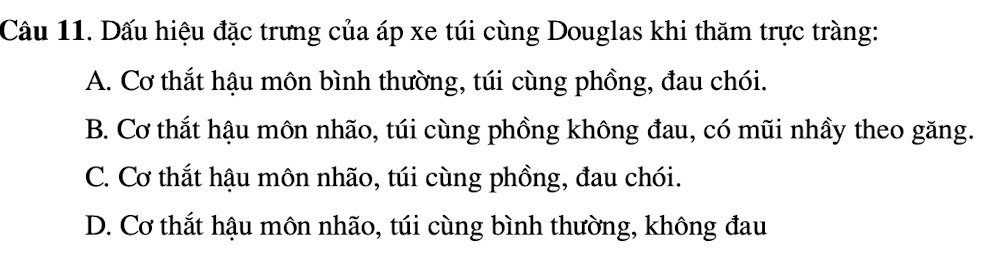 Câu 11. Dấu hiệu đặc trưng của áp xe túi cùng Douglas khi thăm trực tràng:
A. Cơ thắt hậu môn bình thường, túi cùng phồng, đau chói.
B. Cơ thắt hậu môn nhão, túi cùng phồng không đau, có mũi nhầy theo găng.
C. Cơ thắt hậu môn nhão, túi cùng phồng, đau chói.
D. Cơ thắt hậu môn nhão, túi cùng bình thường, không đau